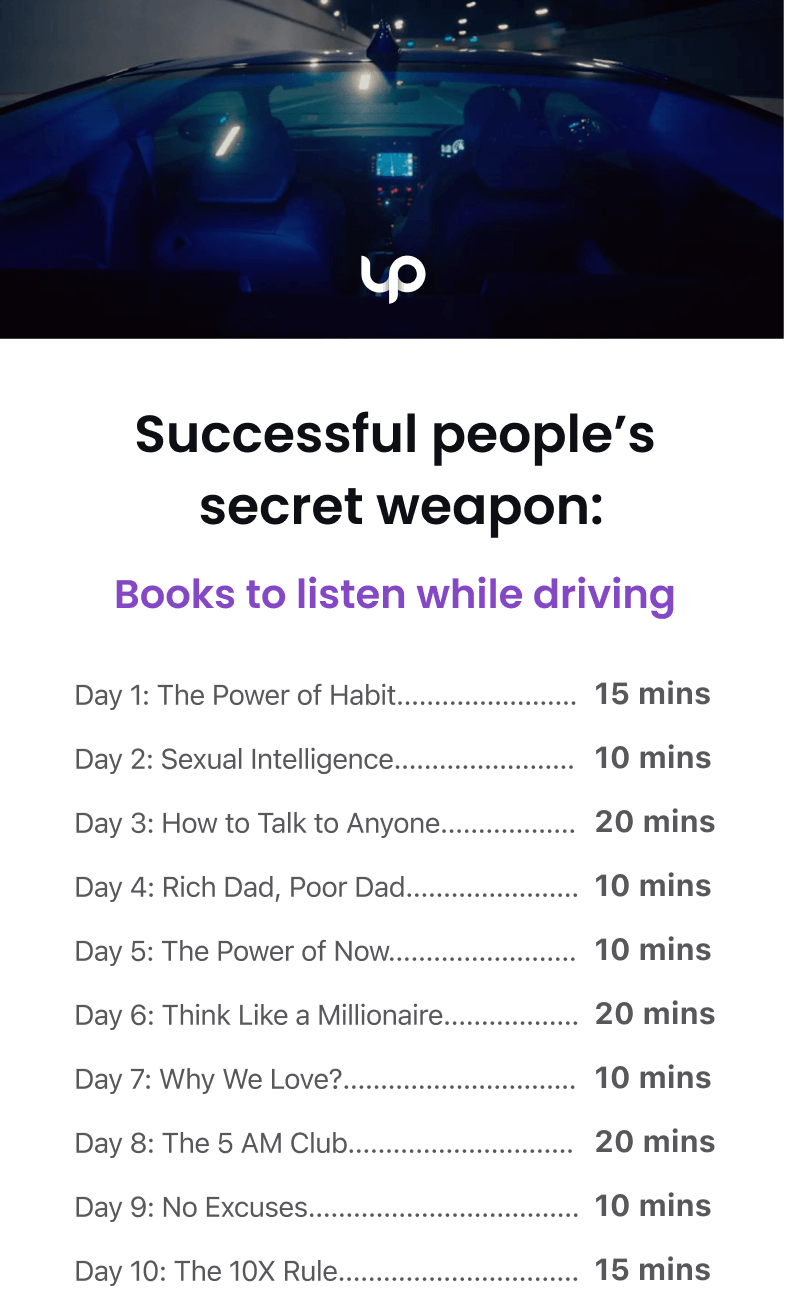 up
Successful people’s
secret weapon:
Books to listen while driving
Day 1: The Power of Habit........................ 15 mins
Day 2: Sexual Intelligence........................ 10 mins
Day 3: How to Talk to Anyone.................. 20 mins
Day 4: Rich Dad, Poor Dad....................... 10 mins
Day 5: The Power of Now......................... 10 mins
Day 6: Think Like a Millionaire.................. 20 mins
Day 7: Why We Love?............................... 10 mins
Day 8: The 5 AM Club.............................. 20 mins
Day 9: No Excuses.................................... 10 mins
Day 10: The 10X Rule................................ 15 mins